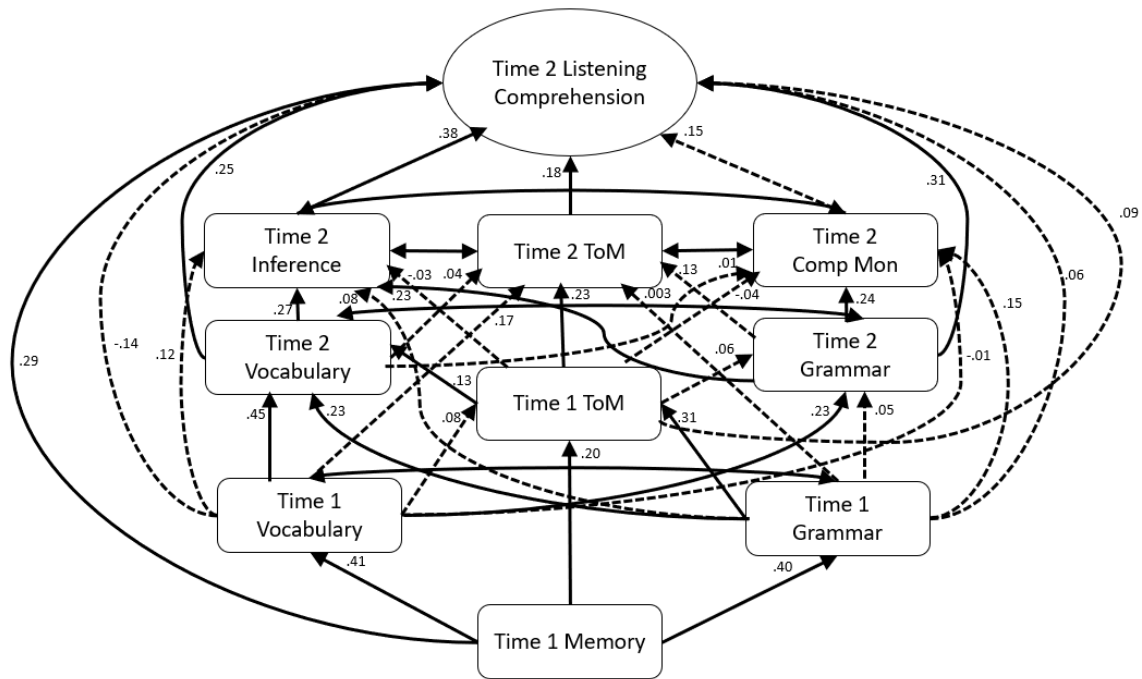 Time 2 Listening
Comprehension
.38
.15
.25
.18
.31
.09
Time 2
Inference
Time 2 ToM
Time 2
Comp Mon
-.03
.04
.01
.13
.06
.27
.08
.23
.23
.003
-.04
.24
.15
.17
-.14
.12
.29
Time 2
Vocabulary
Time 2
Grammar
.06
-.01
.13
Time 1 ToM
.45
.23
.08
.31
.23
.05
.20
Time 1
Vocabulary
Time 1
Grammar
.41
.40
Time 1 Memory